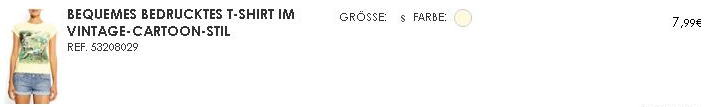 BEQUEMES BEDRUCKTES T-SHIRT IM
VINTAGE-CARTOON-STIL
REF. 53208029
GRÖSSE: s FARBE:
7,99€